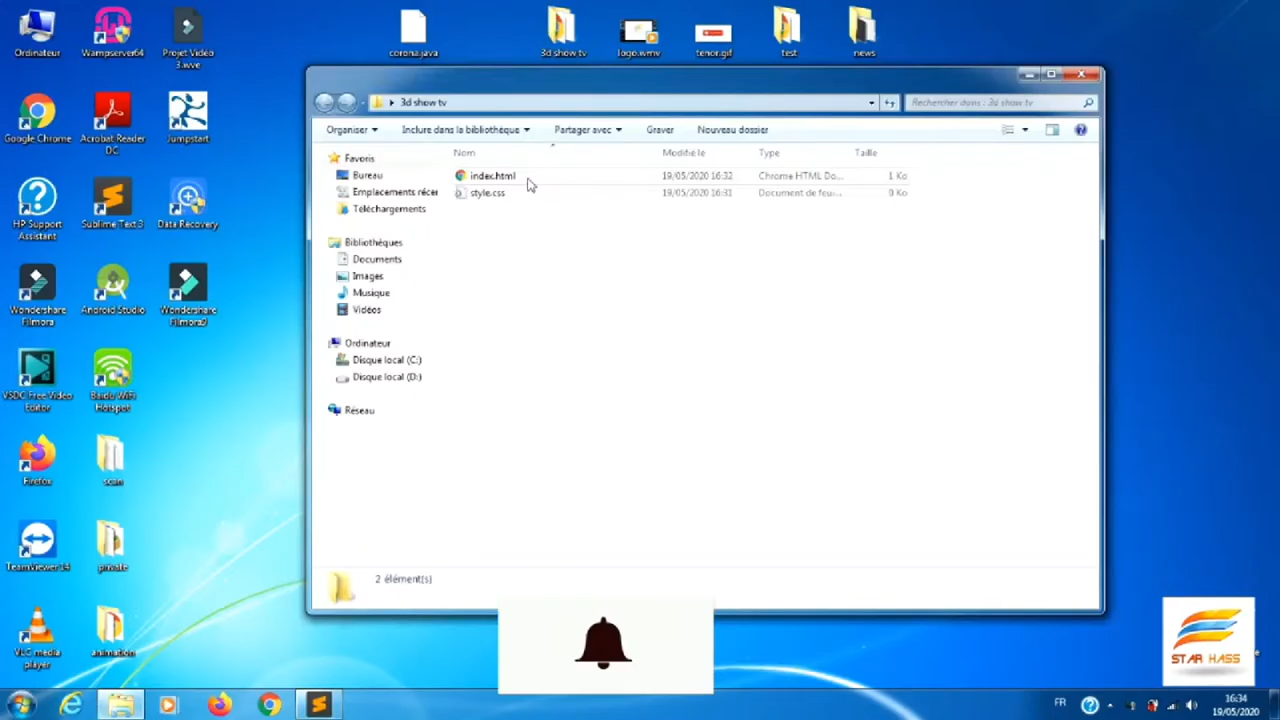 Ordinateur
Wampserver64
Projet Vidéo
3.wve
corona.java
3d show tv
logo.wmv
tenor.gif
test
news
Google Chrome
Acrobat Reader
DC
Jumpstart
HP Support
Assistant
Sublime Text 3
Data Recovery
Wondershare
Filmora
Android Studio
Wondershare
Filmora9
VSDC Free Video
Editor
Baidu WiFi
Hotspot
Firefox
scan
TeamViewer 14
private
VLC media
player
animation
3d show tv
Rechercher dans : 3d show tv
Organiser
Inclure dans la bibliothèque
Partager avec
Graver
Nouveau dossier
Nom
Modifié le
Type
Taille
index.html
19/05/2020 16:32
Chrome HTML Do...
1 Ko
style.css
19/05/2020 16:31
Document de feu...
0 Ko
Favoris
Bureau
Emplacements récer
Téléchargements
Bibliothèques
Documents
Images
Musique
Vidéos
Ordinateur
Disque local (C:)
Disque local (D:)
Réseau
2 élément(s)
STAR HASS
FR
16:34
19/05/2020